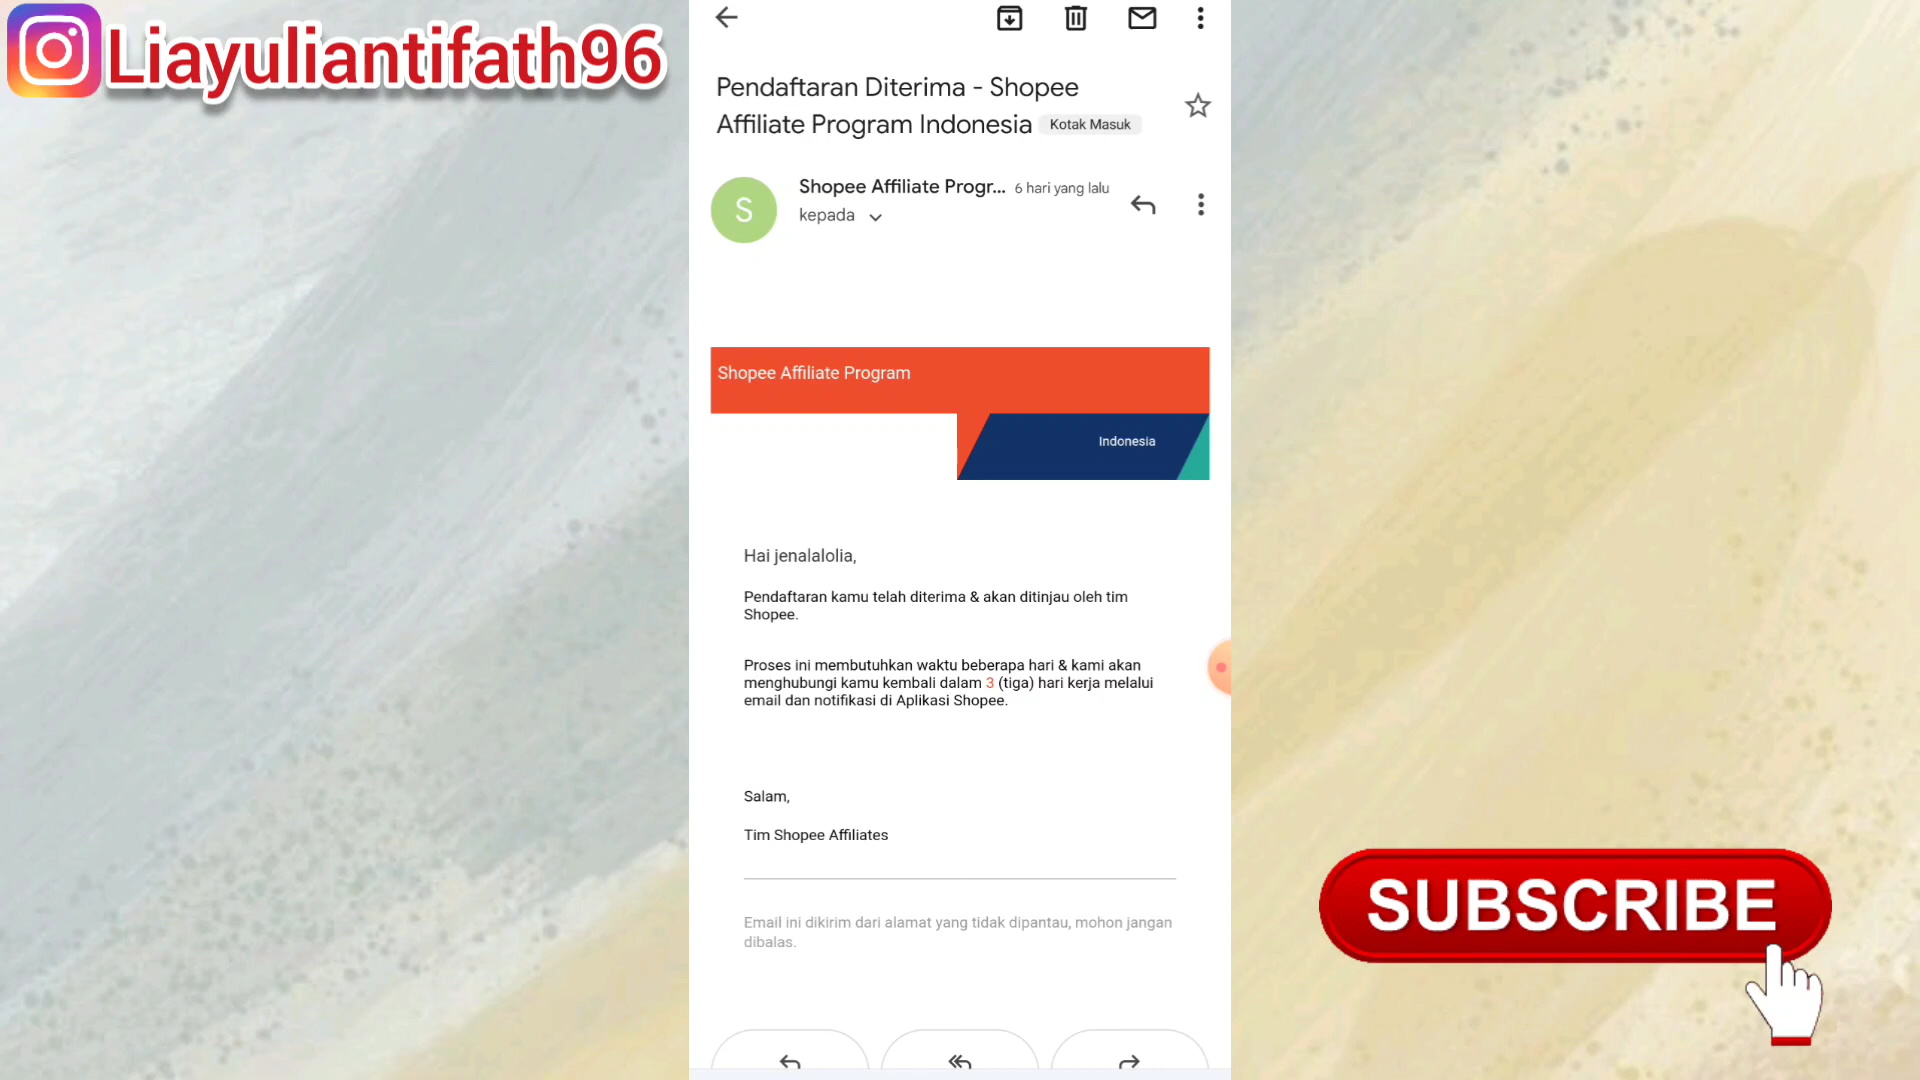 Liayuliantifath96
Pendaftaran Diterima - Shopee
Affiliate Program Indonesia Kotak Masuk
S
Shopee Affiliate Progr... 6 hari yang lalu
kepada
Shopee Affiliate Program
Indonesia
Hai jenalalolia,
Pendaftaran kamu telah diterima & akan ditinjau oleh tim
Shopee.
Proses ini membutuhkan waktu beberapa hari & kami akan
menghubungi kamu kembali dalam 3 (tiga) hari kerja melalui
email dan notifikasi di Aplikasi Shopee.
Salam,
Tim Shopee Affiliates
Email ini dikirim dari alamat yang tidak dipantau, mohon jangan
dibalas.
SUBSCRIBE